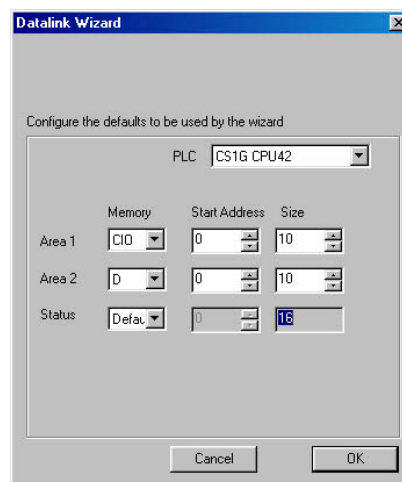 Datalink Wizard
Configure the defaults to be used by the wizard
PLC CS1G CPU42
Memory Start Address Size
Area 1 CIO 0 10
Area 2 D 0 10
Status Defau 0 16
Cancel OK